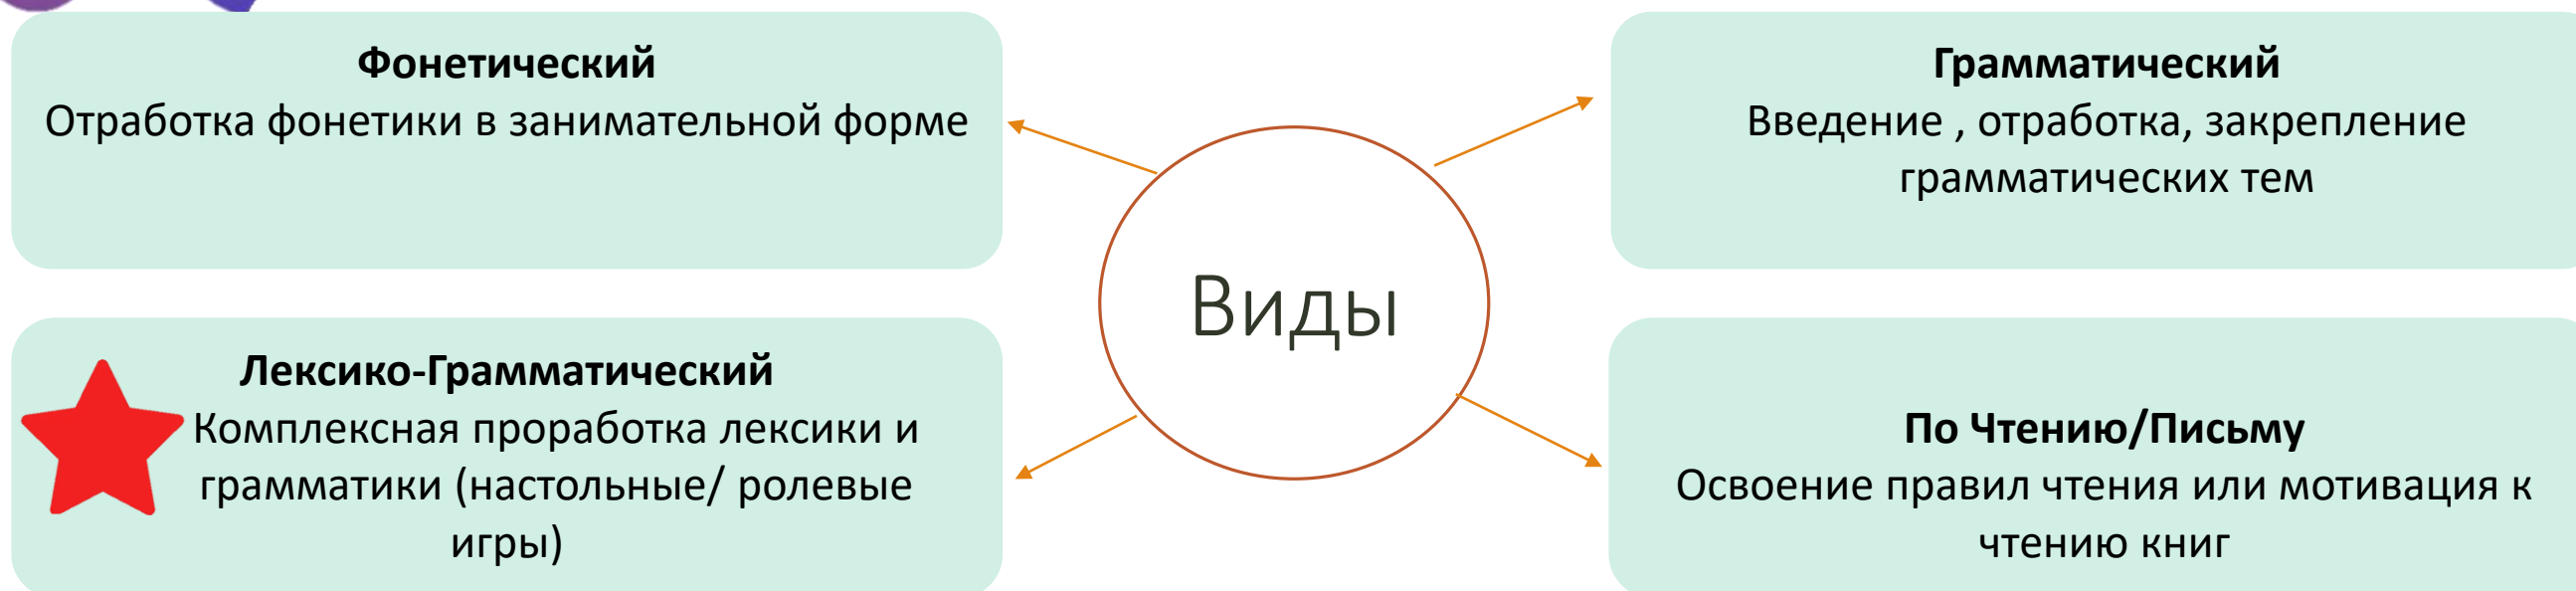 Фонетический
Отработка фонетики в занимательной форме
Грамматический
Введение , отработка, закрепление
грамматических тем
Виды
Лексико-Грамматический
Комплексная проработка лексики и
грамматики (настольные/ ролевые
игры)
По Чтению/Письму
Освоение правил чтения или мотивация к
чтению книг